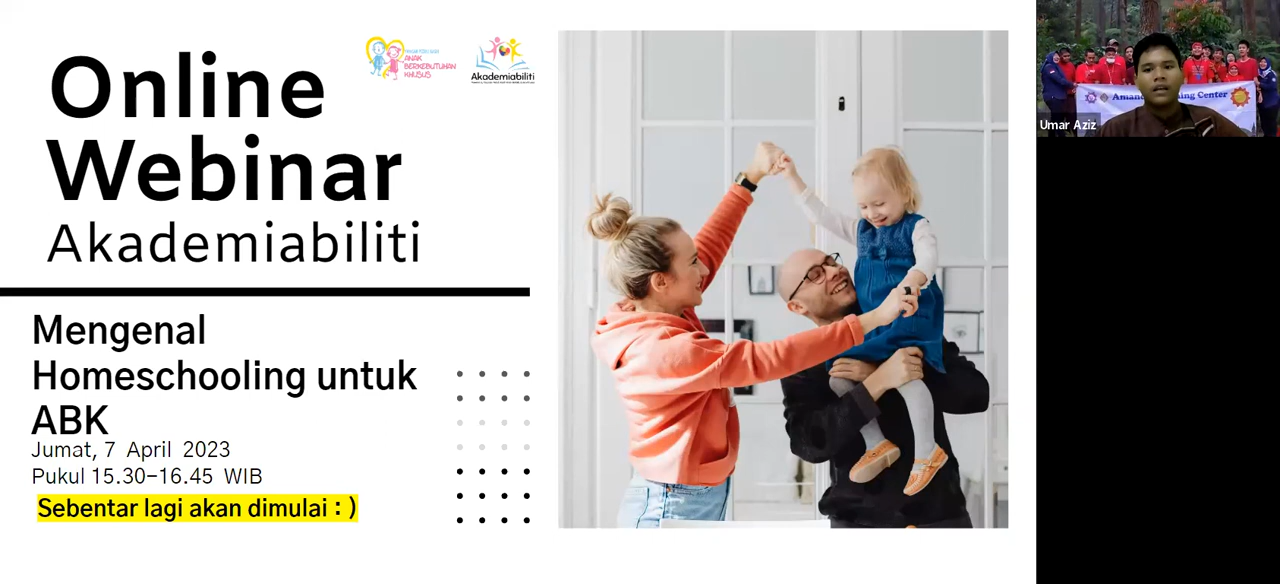 Online
Webinar
Akademiabiliti
ANAK
BERKEBUTUHAN
KHUSUS
Akademiabiliti
Mengenal
Homeschooling untuk
ABK
Jumat, 7 April 2023
Pukul 15.30-16.45 WIB
Sebentar lagi akan dimulai : )
Center
Umar Aziz